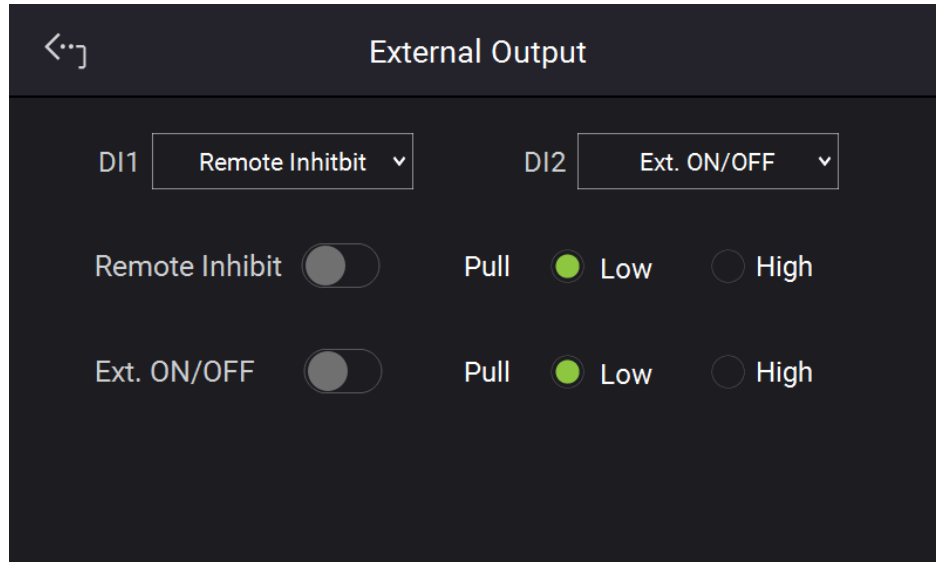 External Output
DI1 Remote Inhitbit DI2 Ext. ON/OFF
Remote Inhibit Pull Low High
Ext. ON/OFF Pull Low High